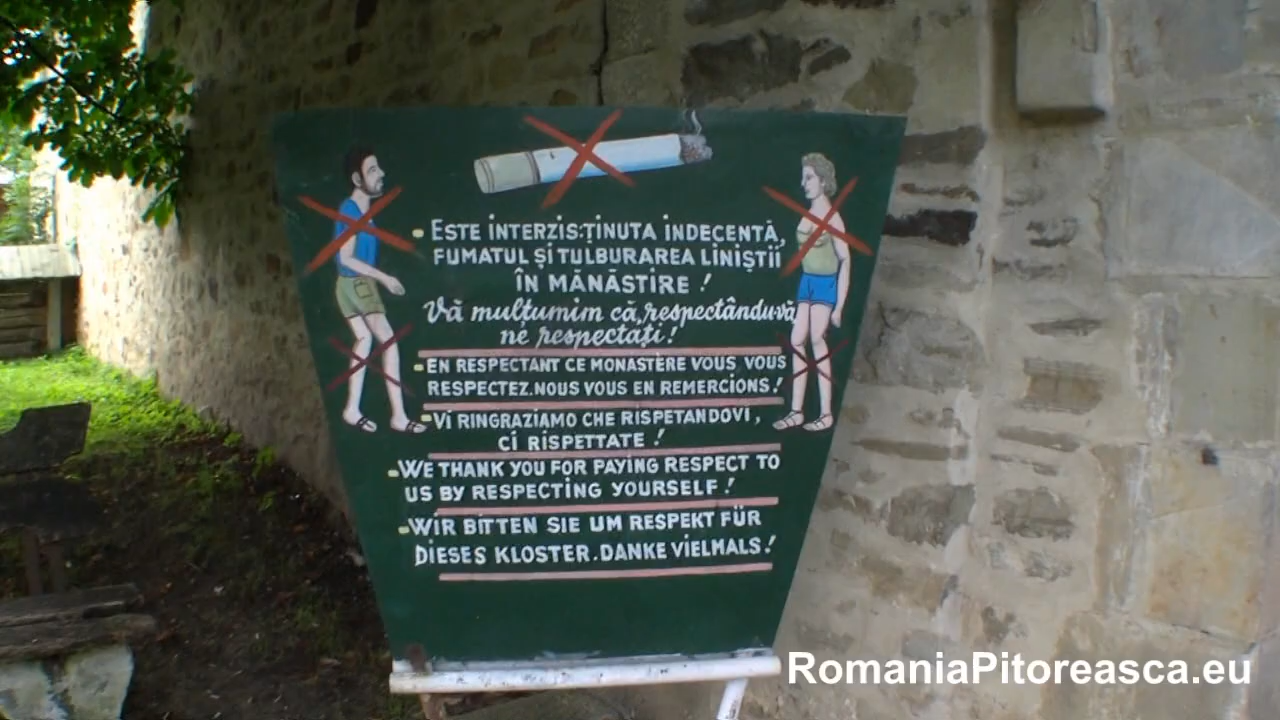 - ESTE INTERZIS:ȚINUTA INDECENTĂ,
FUMATUL ȘI TULBURAREA LINIȘTII
ÎN MĂNĂSTIRE !
Vă mulțumim că, respectându-vă
ne respectați !
- EN RESPECTANT CE MONASTÈRE VOUS VOUS
RESPECTEZ.NOUS VOUS EN REMERCIONS.!
- VI RINGRAZIAMO CHE RISPETANDOVI,
CI RISPETTATE !
- WE THANK YOU FOR PAYING RESPECT TO
US BY RESPECTING YOURSELF !
- WIR BITTEN SIE UM RESPEKT FÜR
DIESES KLOSTER.DANKE VIELMALS!
RomaniaPitoreasca.eu